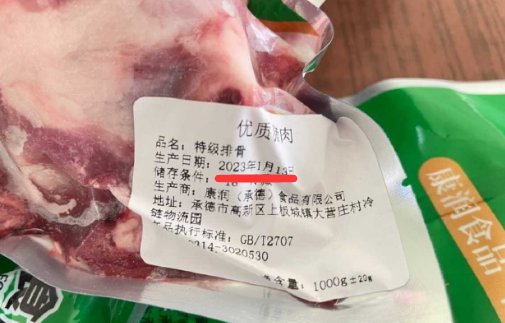 优质 肉
品名：特级排骨
生产日期：2023年1月13日
储存条件：
生产商：康润（承德）食品有限公司
地址：承德市高新区上板城镇大营庄村冷
链物流园
品执行标准：GB/T2707
0314-3020530
含量：1000g±20g
康润食品